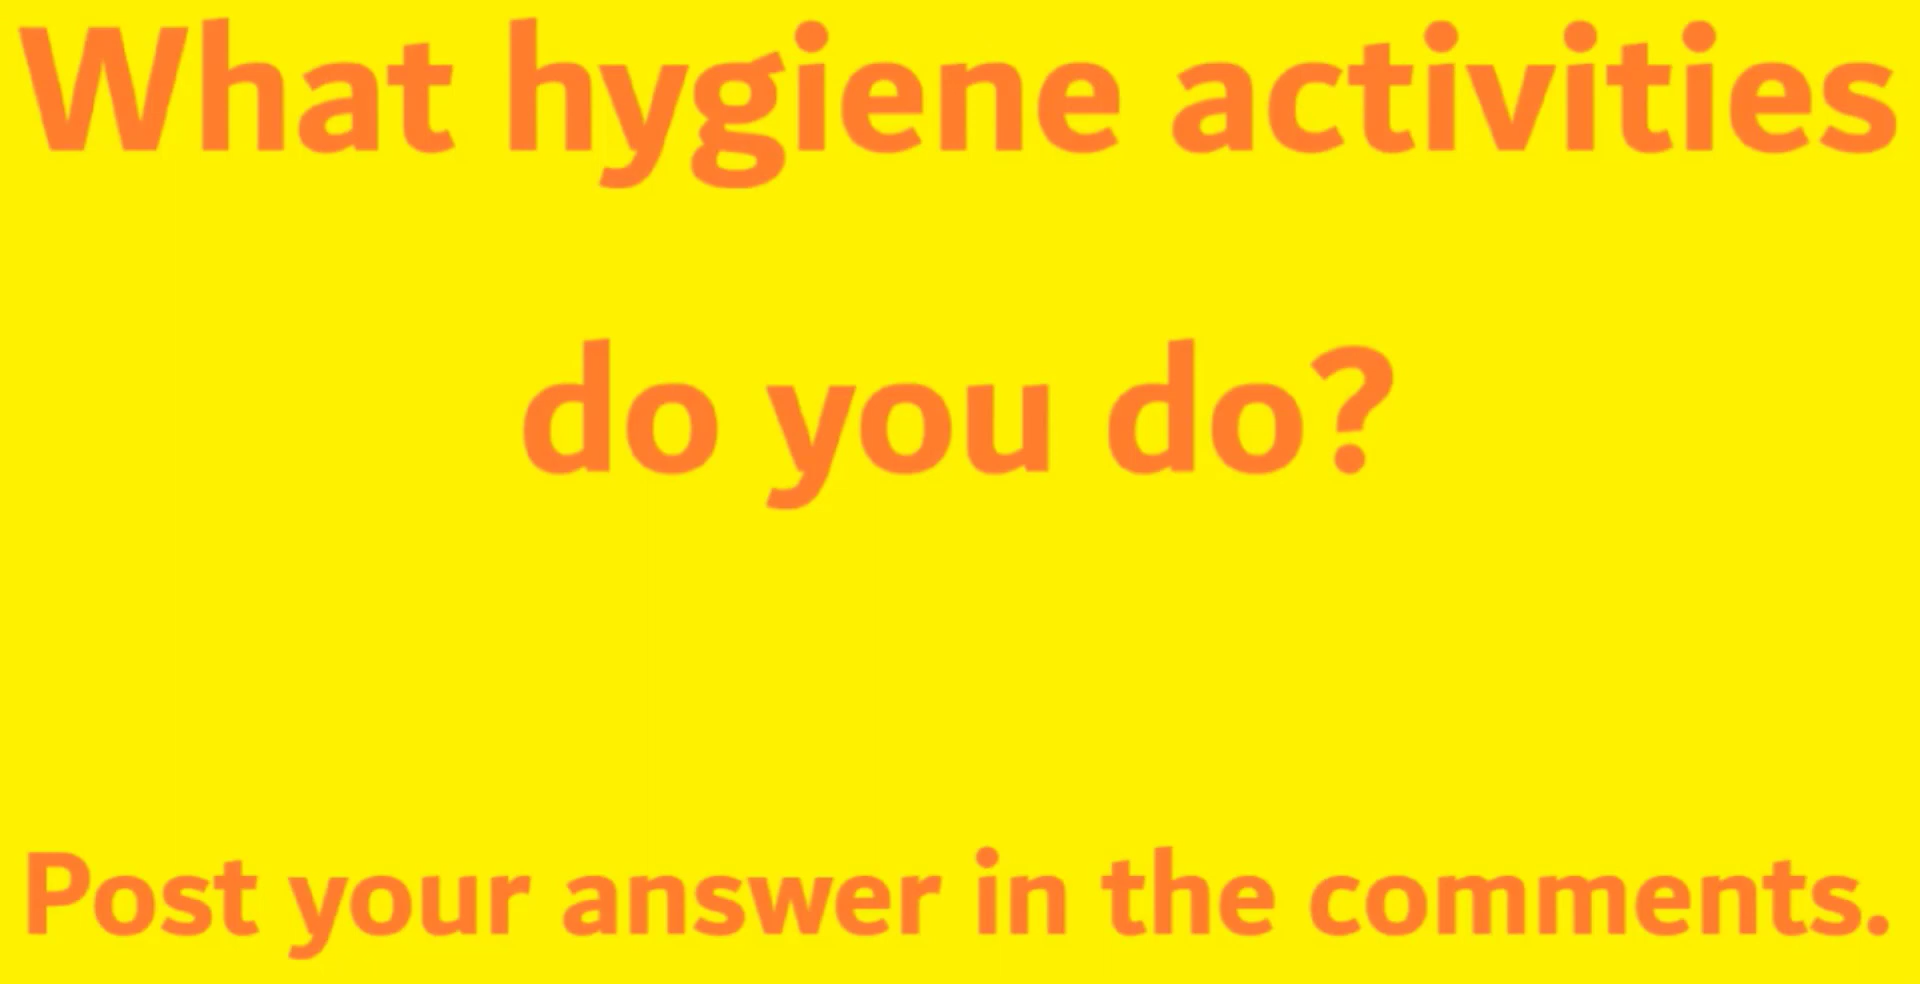 What hygiene activities
do you do?
Post your answer in the comments.